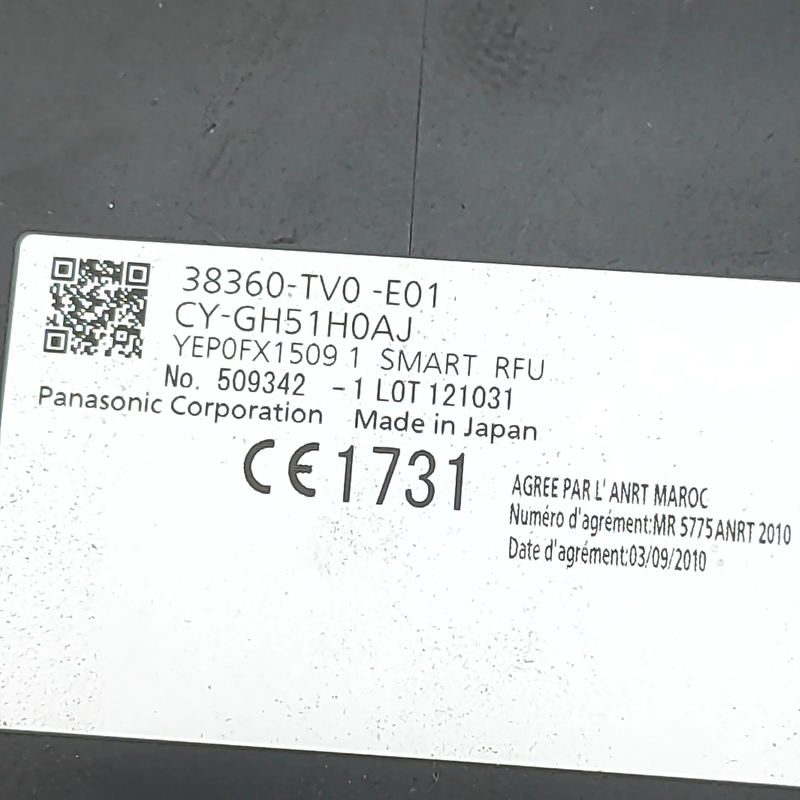 38360-TV0 -E01
CY-GH51H0AJ
YEP0FX1509 1 SMART RFU
No. 509342 -1 LOT 121031
Panasonic Corporation Made in Japan
CE1731
AGREE PAR L' ANRT MAROC
Numéro d'agrément:MR 5775 ANRT 2010
Date d'agrément:03/09/2010